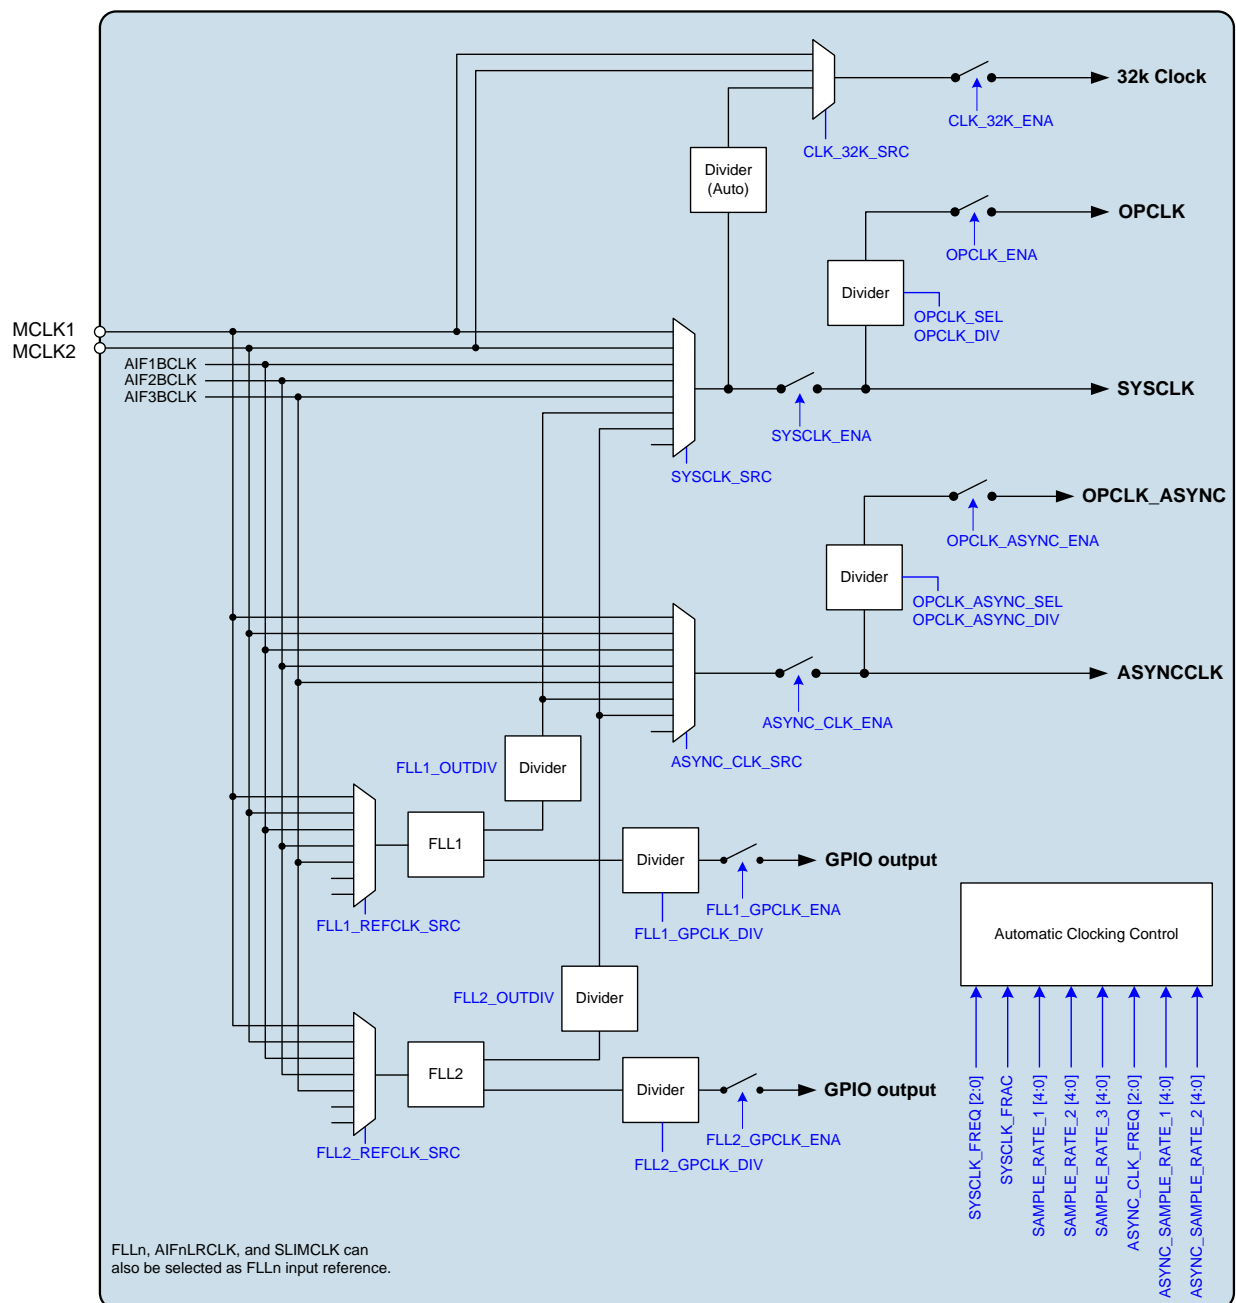 32k Clock
CLK_32K_ENA
CLK_32K_SRC
Divider
(Auto)
OPCLK
OPCLK_ENA
Divider
OPCLK_SEL
OPCLK_DIV
MCLK1
MCLK2
AIF1BCLK
AIF2BCLK
AIF3BCLK
SYSCLK
SYSCLK_ENA
SYSCLK_SRC
OPCLK_ASYNC
OPCLK_ASYNC_ENA
Divider
OPCLK_ASYNC_SEL
OPCLK_ASYNC_DIV
ASYNCCLK
ASYNC_CLK_ENA
ASYNC_CLK_SRC
FLL1_OUTDIV
Divider
FLL1
Divider
GPIO output
FLL1_GPCLK_ENA
FLL1_REFCLK_SRC
FLL1_GPCLK_DIV
Automatic Clocking Control
FLL2_OUTDIV
Divider
FLL2
Divider
GPIO output
FLL2_GPCLK_ENA
FLL2_REFCLK_SRC
FLL2_GPCLK_DIV
SYSCLK_FREQ [2:0]
SYSCLK_FRAC
SAMPLE_RATE_1 [4:0]
SAMPLE_RATE_2 [4:0]
SAMPLE_RATE_3 [4:0]
ASYNC_CLK_FREQ [2:0]
ASYNC_SAMPLE_RATE_1 [4:0]
ASYNC_SAMPLE_RATE_2 [4:0]
FLLn, AIFnLRCLK, and SLIMCLK can
also be selected as FLLn input reference.